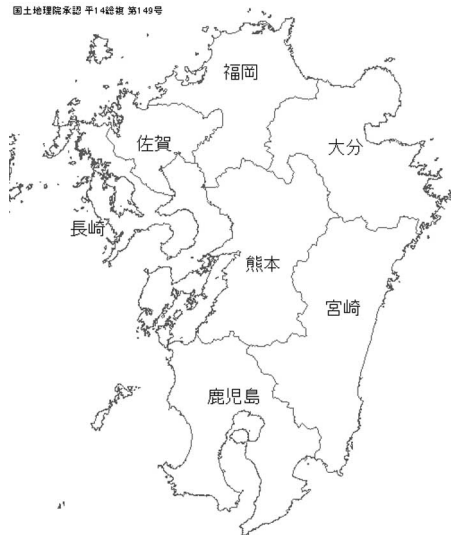 国土地理院承認 平14総複 第149号
福岡
佐賀
大分
長崎
熊本
宮崎
鹿児島